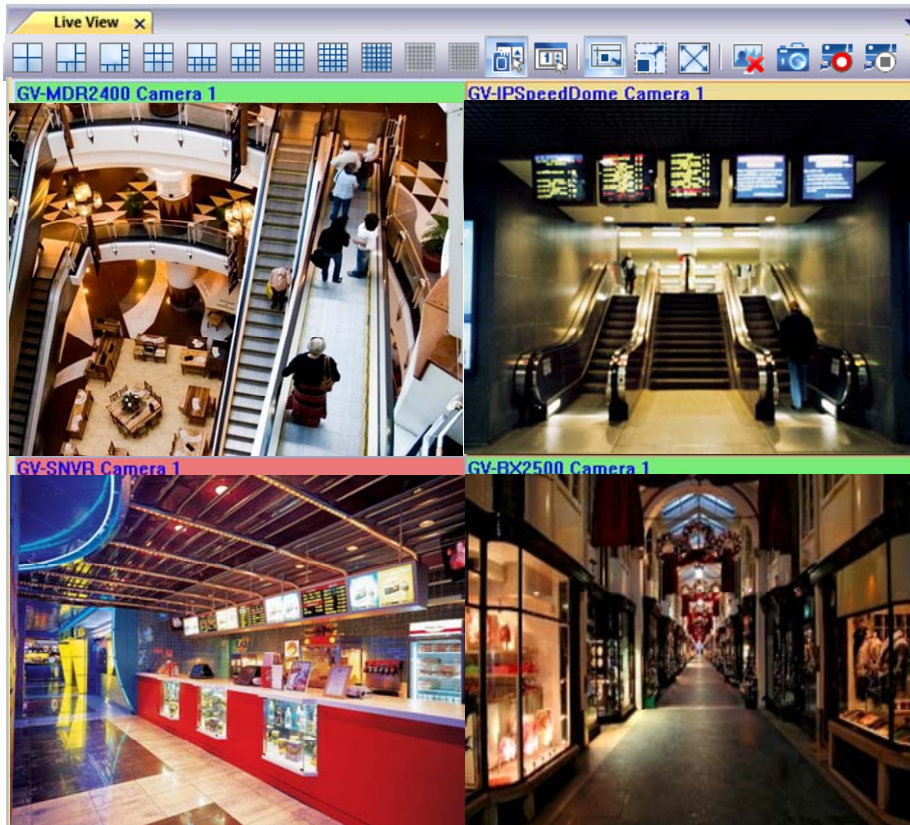 Live View
GV-MDR2400 Camera 1
GV-IPSpeedDome Camera 1
GV-SNVR Camera 1
GV-BX2500 Camera 1